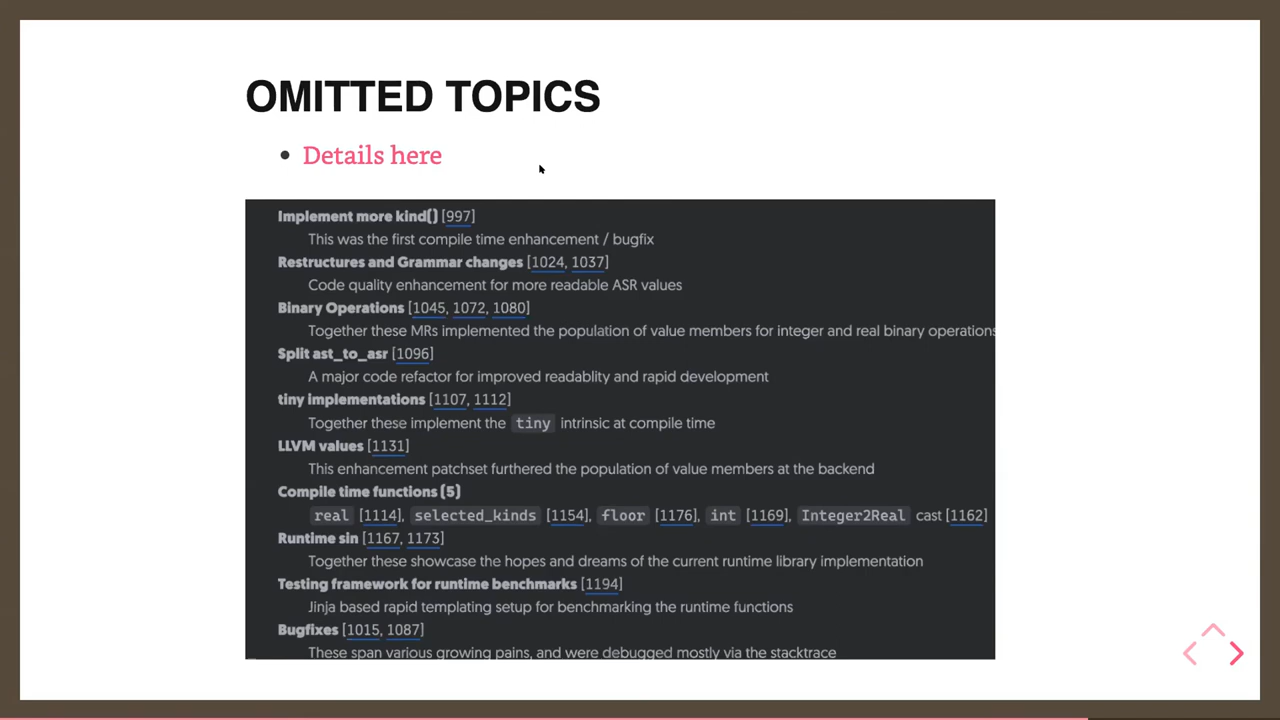 OMITTED TOPICS
Details here
Implement more kind() [997]
This was the first compile time enhancement / bugfix
Restructures and Grammar changes [1024, 1037]
Code quality enhancement for more readable ASR values
Binary Operations [1045, 1072, 1080]
Together these MRs implemented the population of value members for integer and real binary operations
Split ast_to_asr [1096]
A major code refactor for improved readablity and rapid development
tiny implementations [1107, 1112]
Together these implement the tiny intrinsic at compile time
LLVM values [1131]
This enhancement patchset furthered the population of value members at the backend
Compile time functions (5)
real [1114], selected_kinds [1154], floor [1176], int [1169], Integer2Real cast [1162]
Runtime sin [1167, 1173]
Together these showcase the hopes and dreams of the current runtime library implementation
Testing framework for runtime benchmarks [1194]
Jinja based rapid templating setup for benchmarking the runtime functions
Bugfixes [1015, 1087]
These span various growing pains, and were debugged mostly via the stacktrace